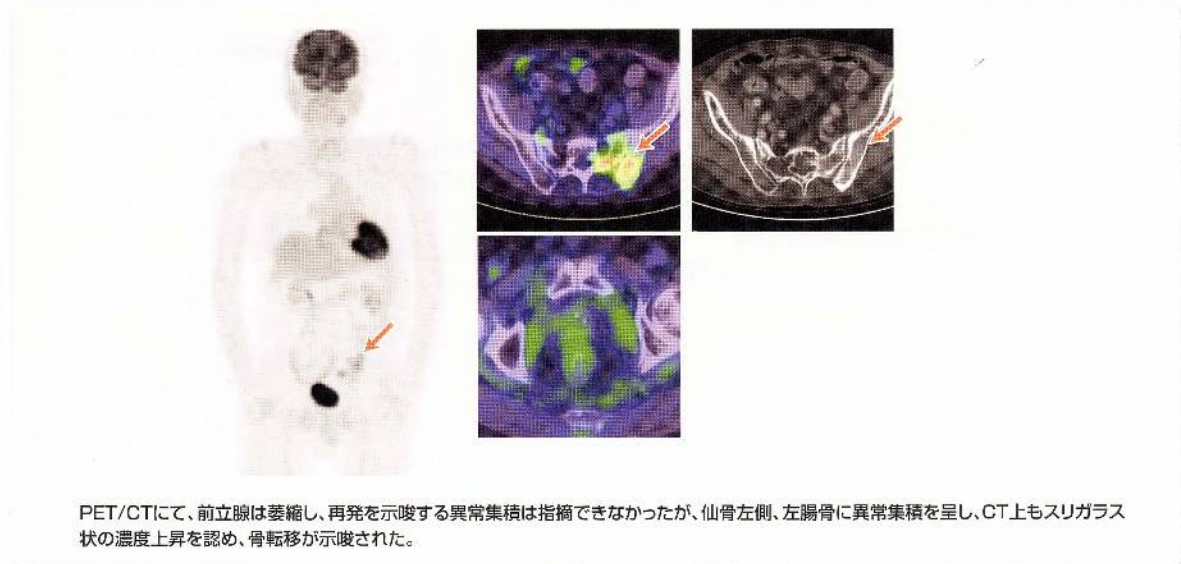 PET/CTにて、前立腺は萎縮し、再発を示唆する異常集積は指摘できなかったが、仙骨左側、左腸骨に異常集積を呈し、CT上もスリガラス
状の濃度上昇を認め、骨転移が示唆された。